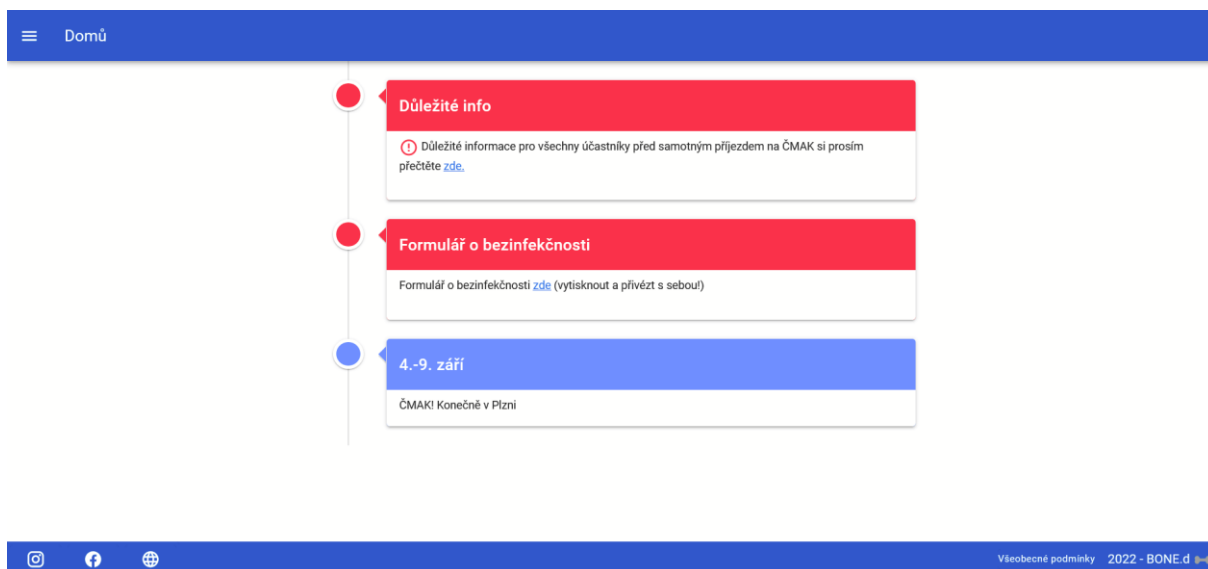 Domů
Důležité info
Důležité informace pro všechny účastníky před samotným příjezdem na ČMAK si prosím
přečtěte zde.
Formulář o bezinfekčnosti
Formulář o bezinfekčnosti zde (vytisknout a přivézt s sebou!)
4.-9. září
ČMAK! Konečně v Plzni
Všeobecné podmínky 2022 - BONE.d